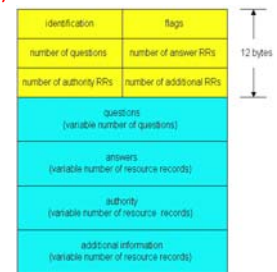 identification flags
number of questions number of answer RRs 12 bytes
number of authority RRs number of additional RRs
questions
(variable number of questions)
answers
(variable number of resource records)
authority
(variable number of resource records)
additional information
(variable number of resource records)